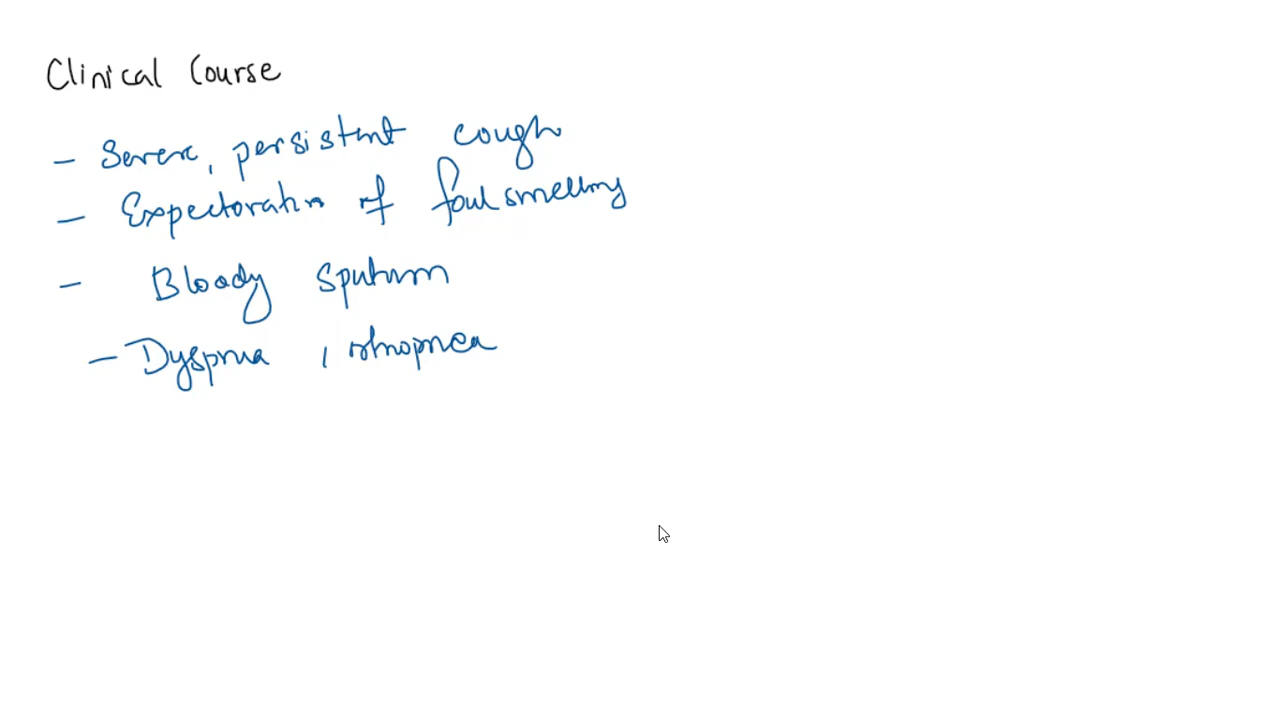 Clinical Course
- Severe, persistent cough
- Expectoration of foul smelling
- Bloody sputum
- Dyspnea, orthopnea